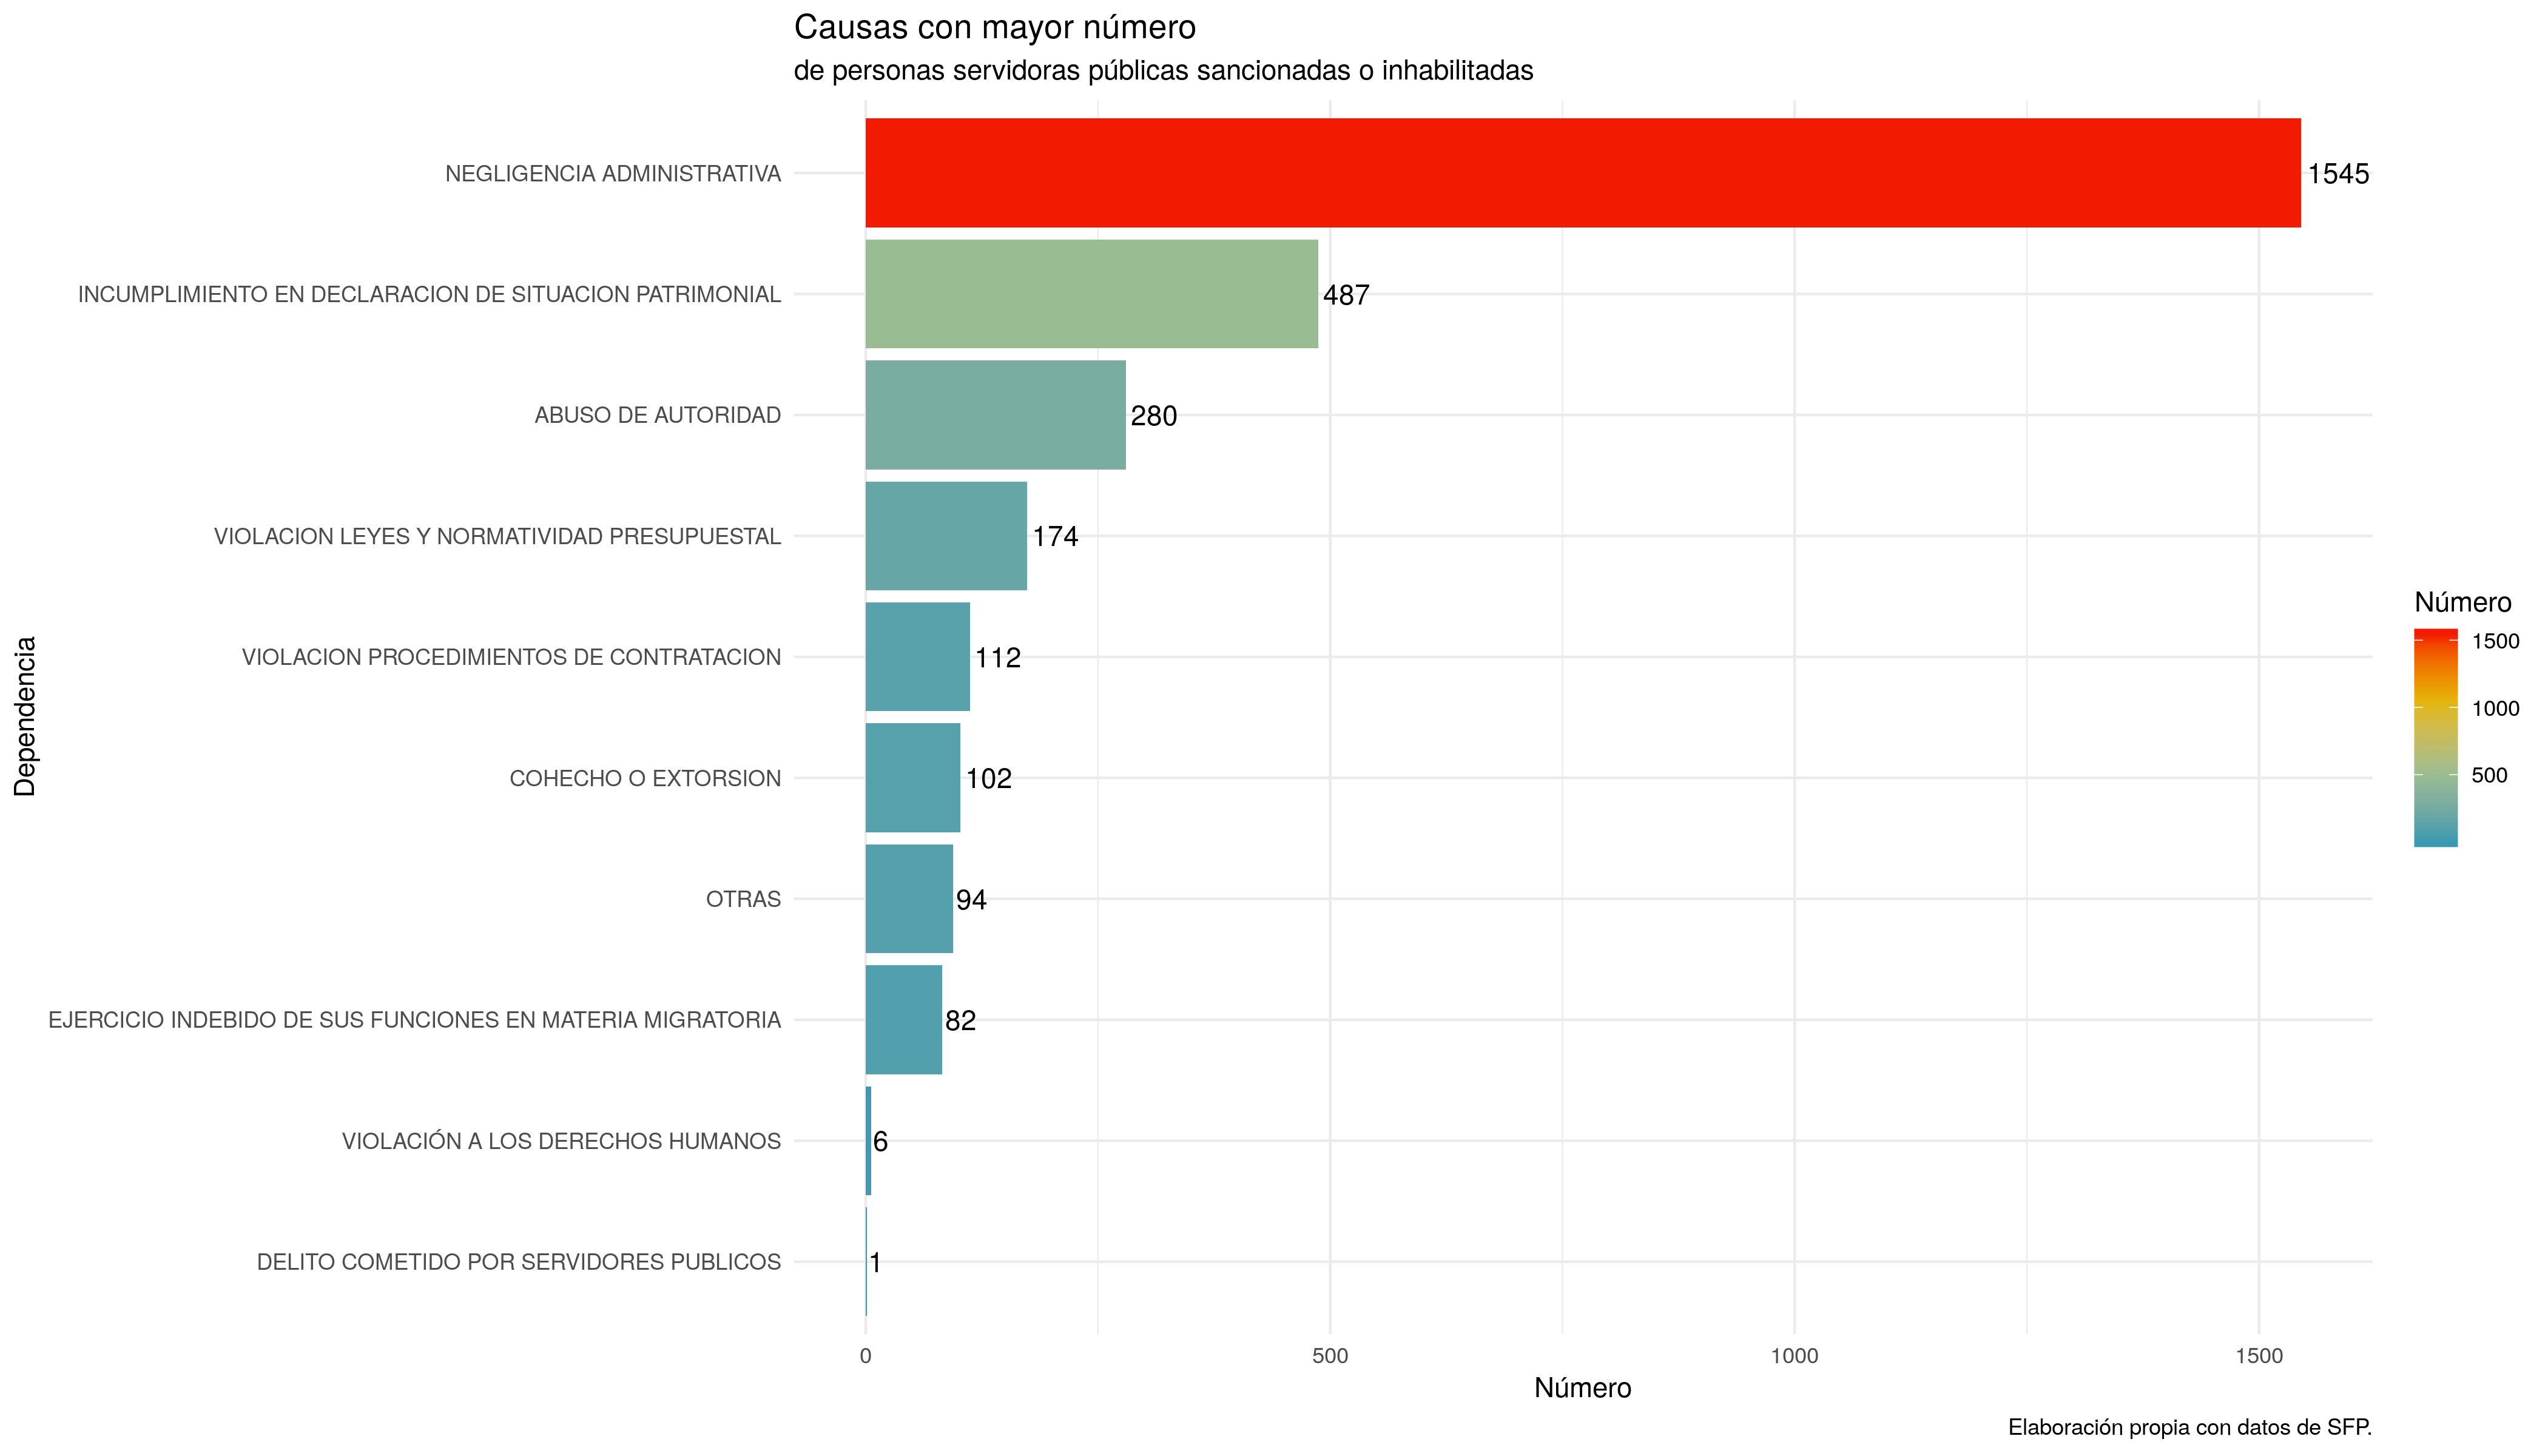 Causas con mayor número
de personas servidoras públicas sancionadas o inhabilitadas
Dependencia
NEGLIGENCIA ADMINISTRATIVA
1545
INCUMPLIMIENTO EN DECLARACION DE SITUACION PATRIMONIAL
487
ABUSO DE AUTORIDAD
280
VIOLACION LEYES Y NORMATIVIDAD PRESUPUESTAL
174
VIOLACION PROCEDIMIENTOS DE CONTRATACION
112
COHECHO O EXTORSION
102
OTRAS
94
EJERCICIO INDEBIDO DE SUS FUNCIONES EN MATERIA MIGRATORIA
82
VIOLACIÓN A LOS DERECHOS HUMANOS
6
DELITO COMETIDO POR SERVIDORES PUBLICOS
1
0 500 1000 1500
Número
Número
1500
1000
500
Elaboración propia con datos de SFP.